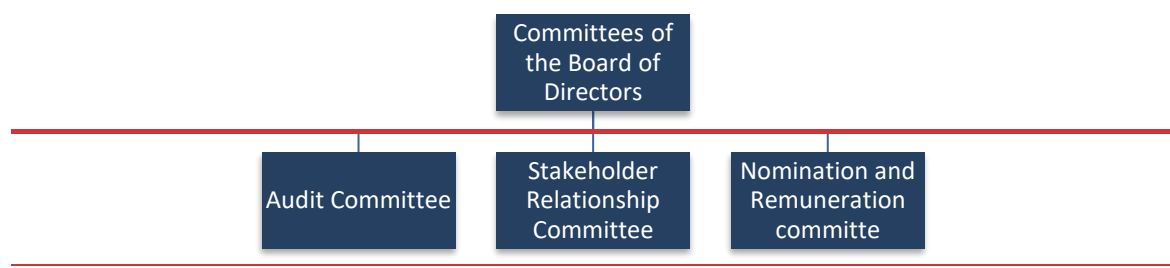 Committees of
the Board of
Directors
Audit Committee
Stakeholder
Relationship
Committee
Nomination and
Remuneration
committe